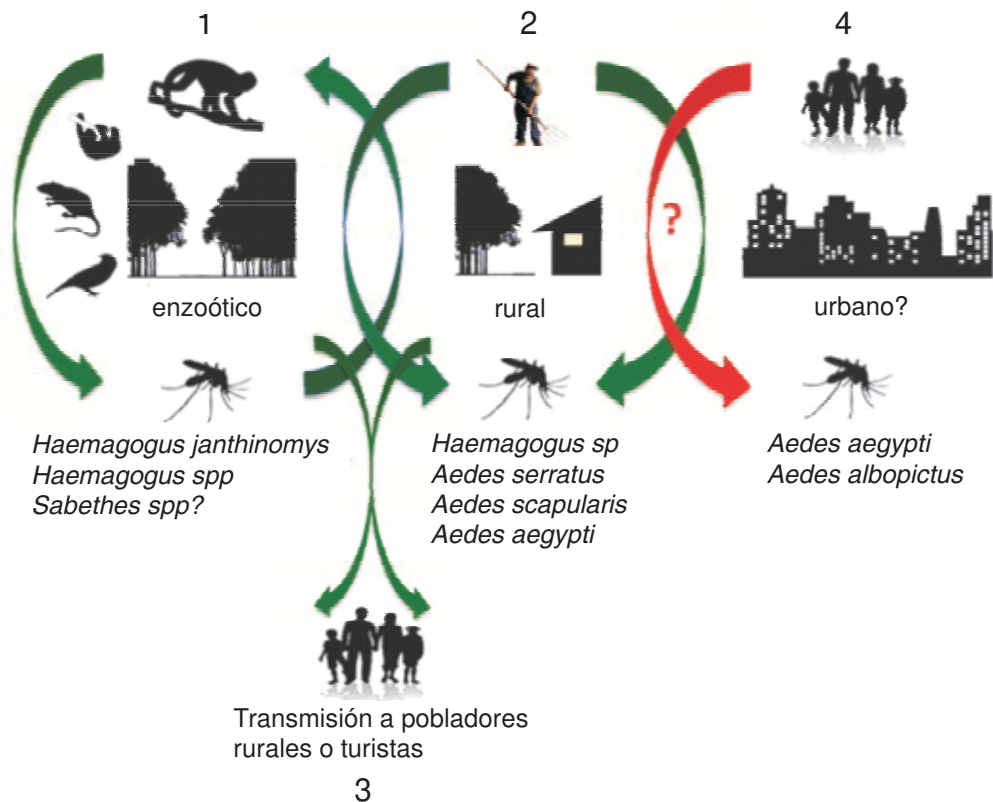 1
2
4
?
enzoótico
rural
urbano?
Haemagogus janthinomys
Haemagogus spp
Sabethes spp?
Haemagogus sp
Aedes serratus
Aedes scapularis
Aedes aegypti
Aedes aegypti
Aedes albopictus
Transmisión a pobladores
rurales o turistas
3